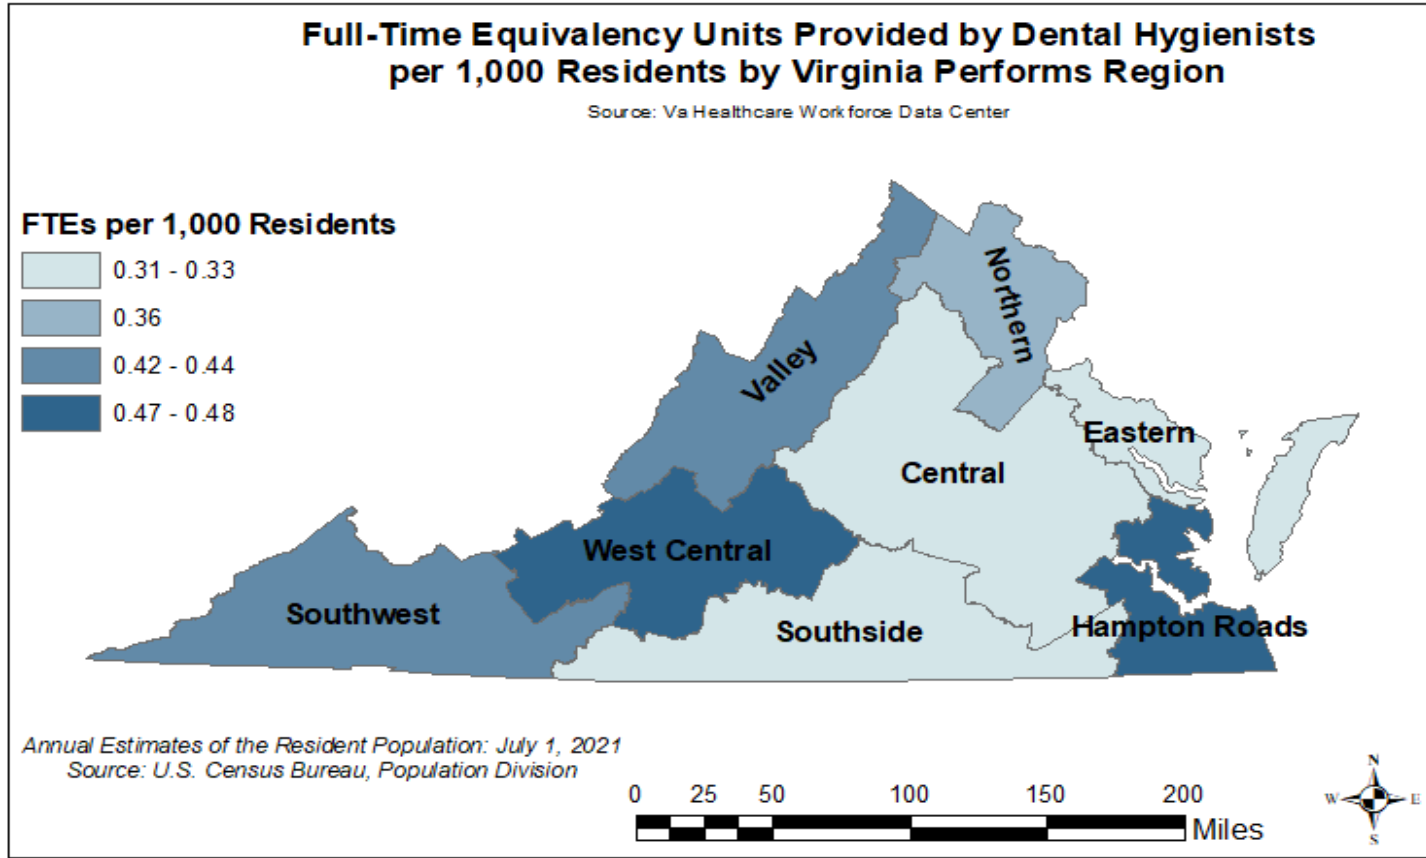 Full-Time Equivalency Units Provided by Dental Hygienists
per 1,000 Residents by Virginia Performs Region
Source: Va Healthcare Workforce Data Center
FTEs per 1,000 Residents
0.31 - 0.33
0.36
0.42 - 0.44
0.47 - 0.48
Northern
Valley
Eastern
Central
West Central
Southwest
Southside
Hampton Roads
Annual Estimates of the Resident Population: July 1, 2021
Source: U.S. Census Bureau, Population Division
0 25 50 100 150 200
Miles
N
W E
S